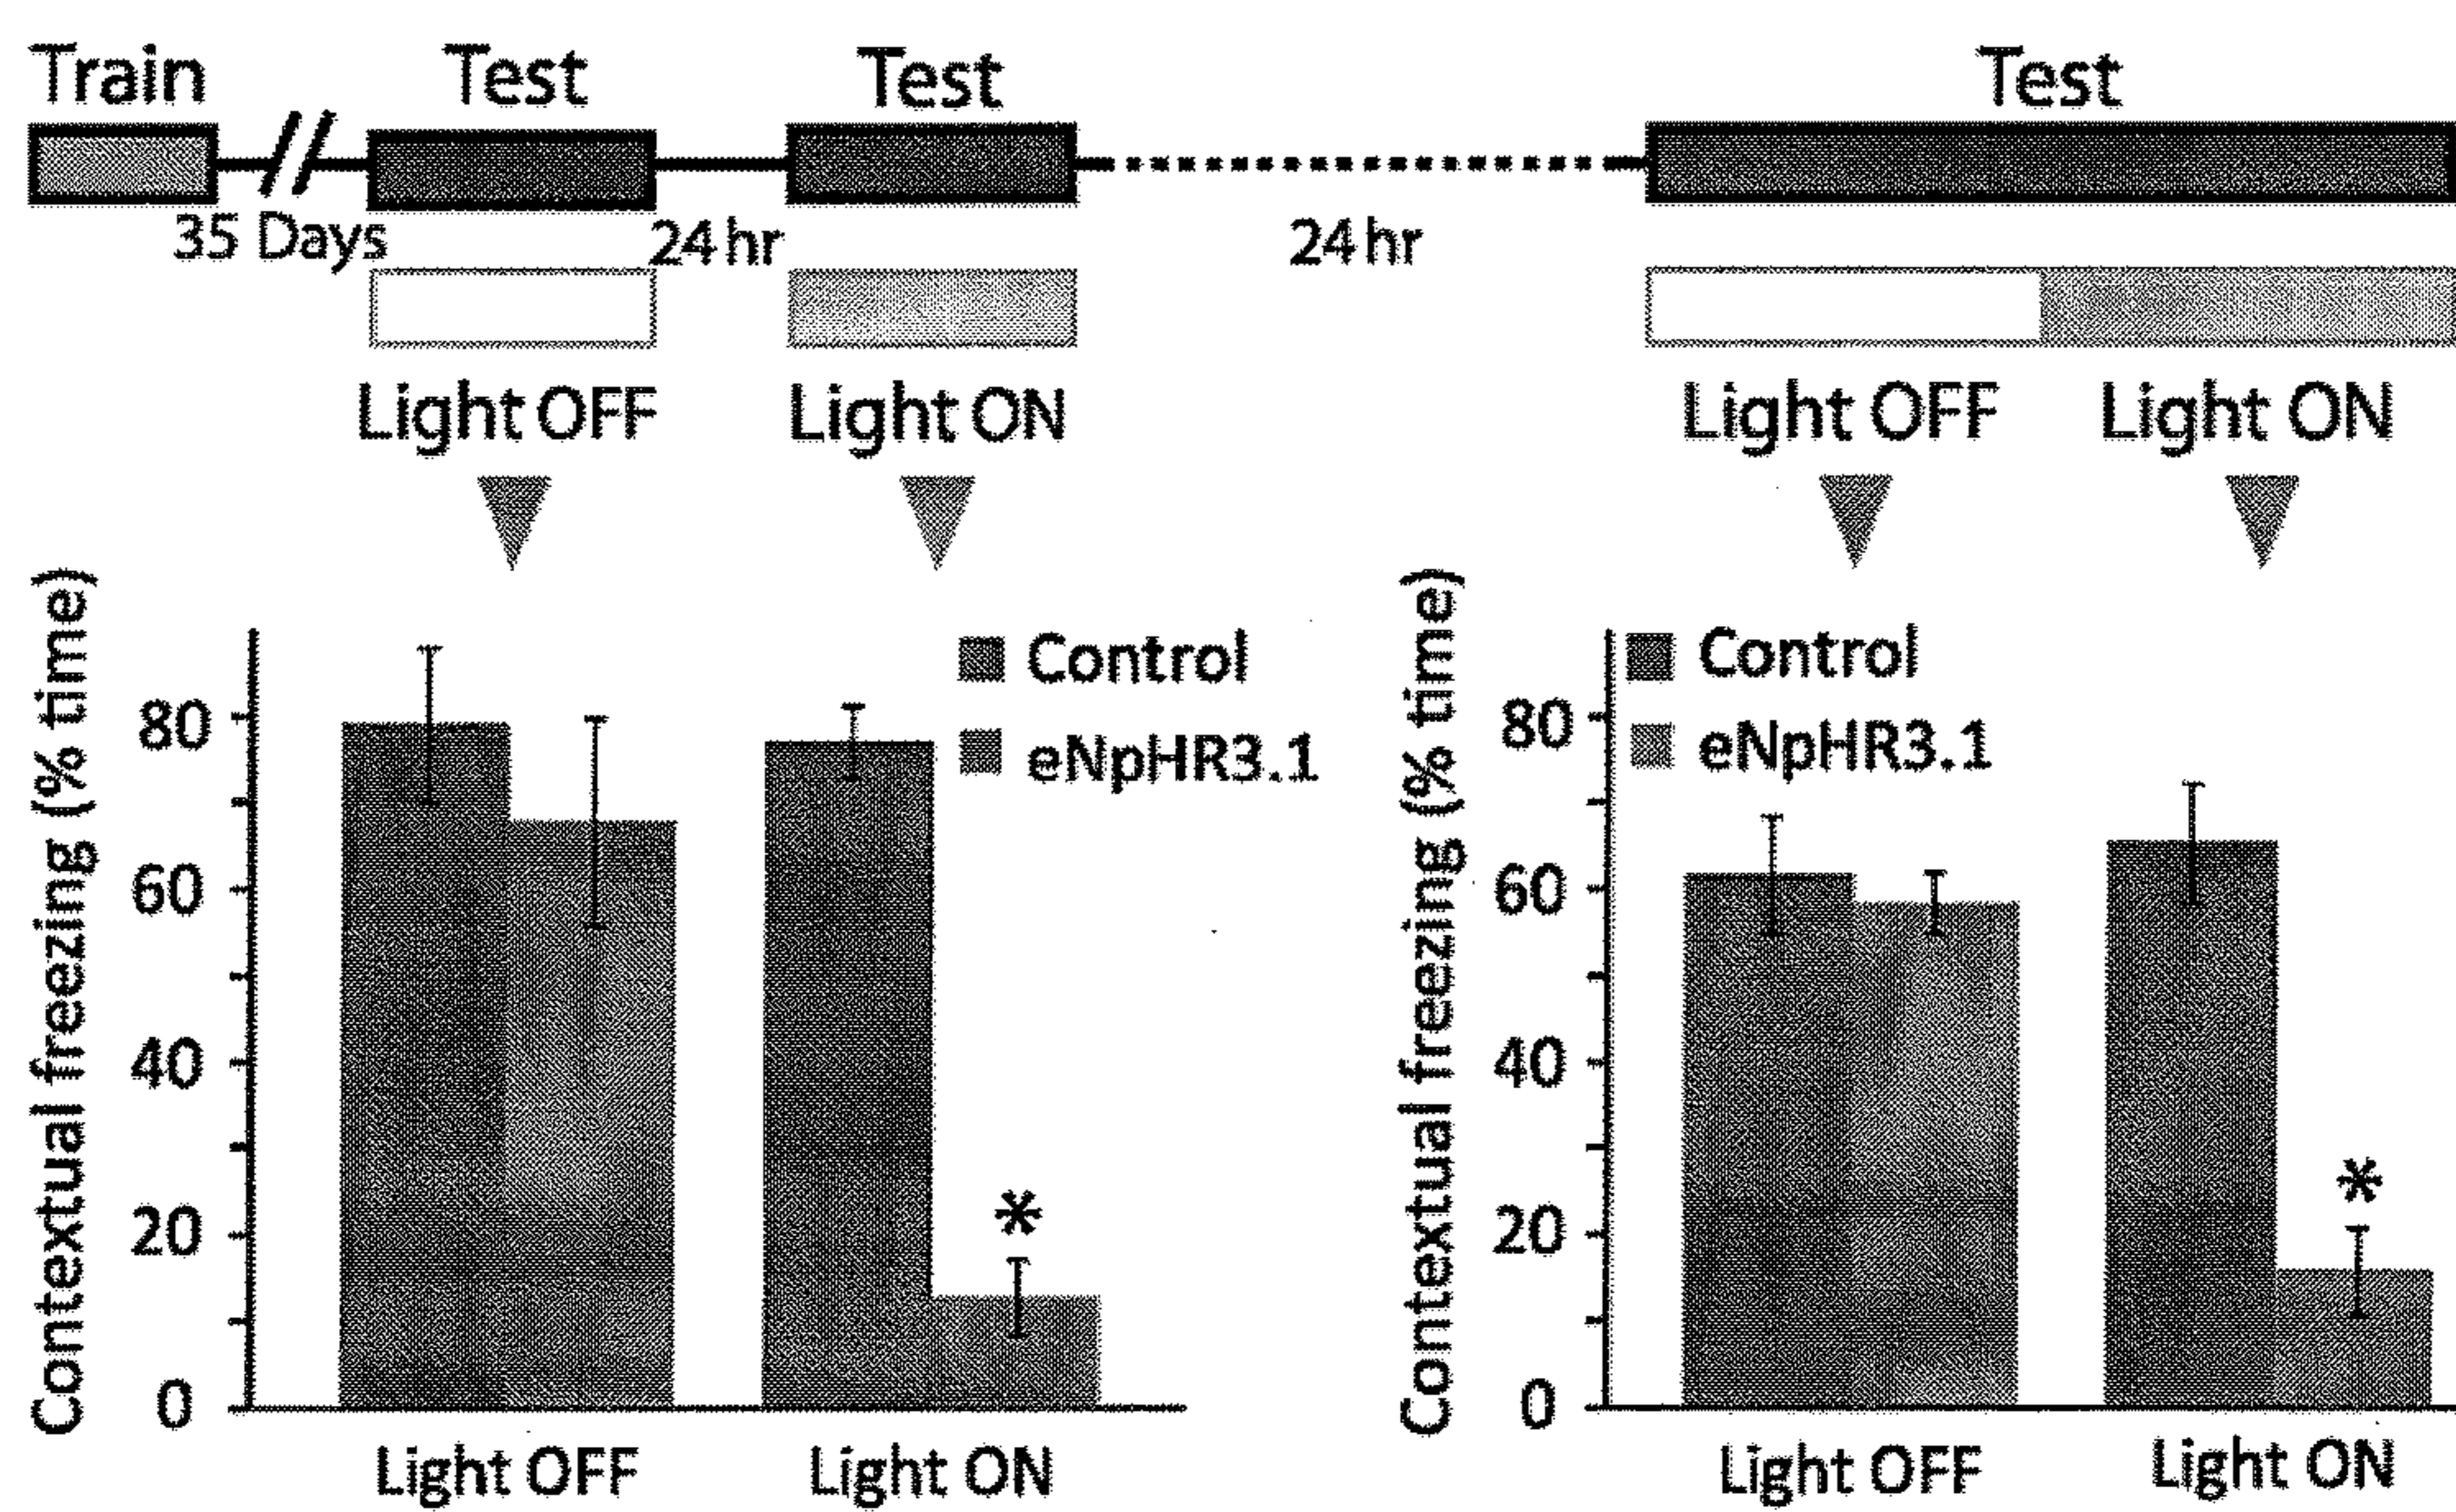 Train Test Test Test
35 Days 24 hr 24 hr
Light OFF Light ON Light OFF Light ON
Contextual freezing (% time)
80
60
40
20
0
Control
eNpHR3.1
*
Light OFF Light ON
Contextual freezing (% time)
80
60
40
20
0
Control
eNpHR3.1
*
Light OFF Light ON